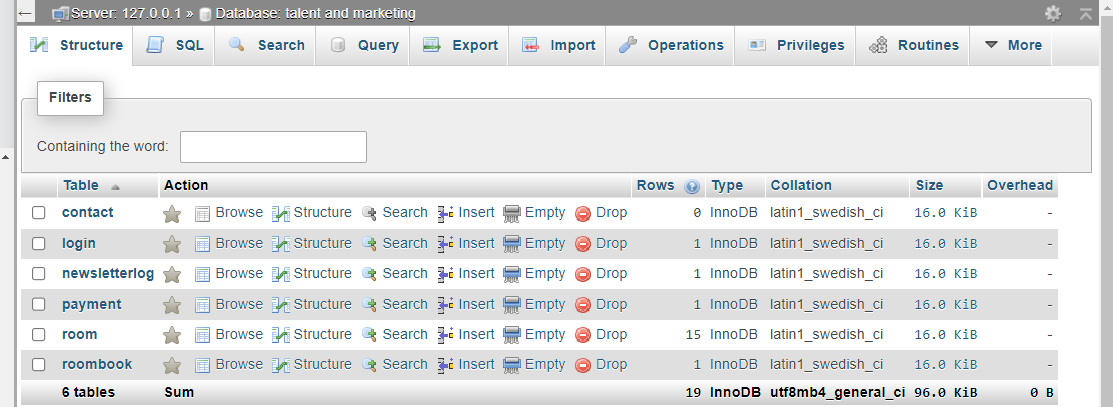 Server: 127.0.0.1 » Database: talent and marketing
Structure SQL Search Query Export Import Operations Privileges Routines More
Filters
Containing the word:
Table Action Rows Type Collation Size Overhead
contact Browse Structure Search Insert Empty Drop 0 InnoDB latin1_swedish_ci 16.0 KiB -
login Browse Structure Search Insert Empty Drop 1 InnoDB latin1_swedish_ci 16.0 KiB -
newsletterlog Browse Structure Search Insert Empty Drop 1 InnoDB latin1_swedish_ci 16.0 KiB -
payment Browse Structure Search Insert Empty Drop 1 InnoDB latin1_swedish_ci 16.0 KiB -
room Browse Structure Search Insert Empty Drop 15 InnoDB latin1_swedish_ci 16.0 KiB -
roombook Browse Structure Search Insert Empty Drop 1 InnoDB latin1_swedish_ci 16.0 KiB -
6 tables Sum 19 InnoDB utf8mb4_general_ci 96.0 KiB 0 B